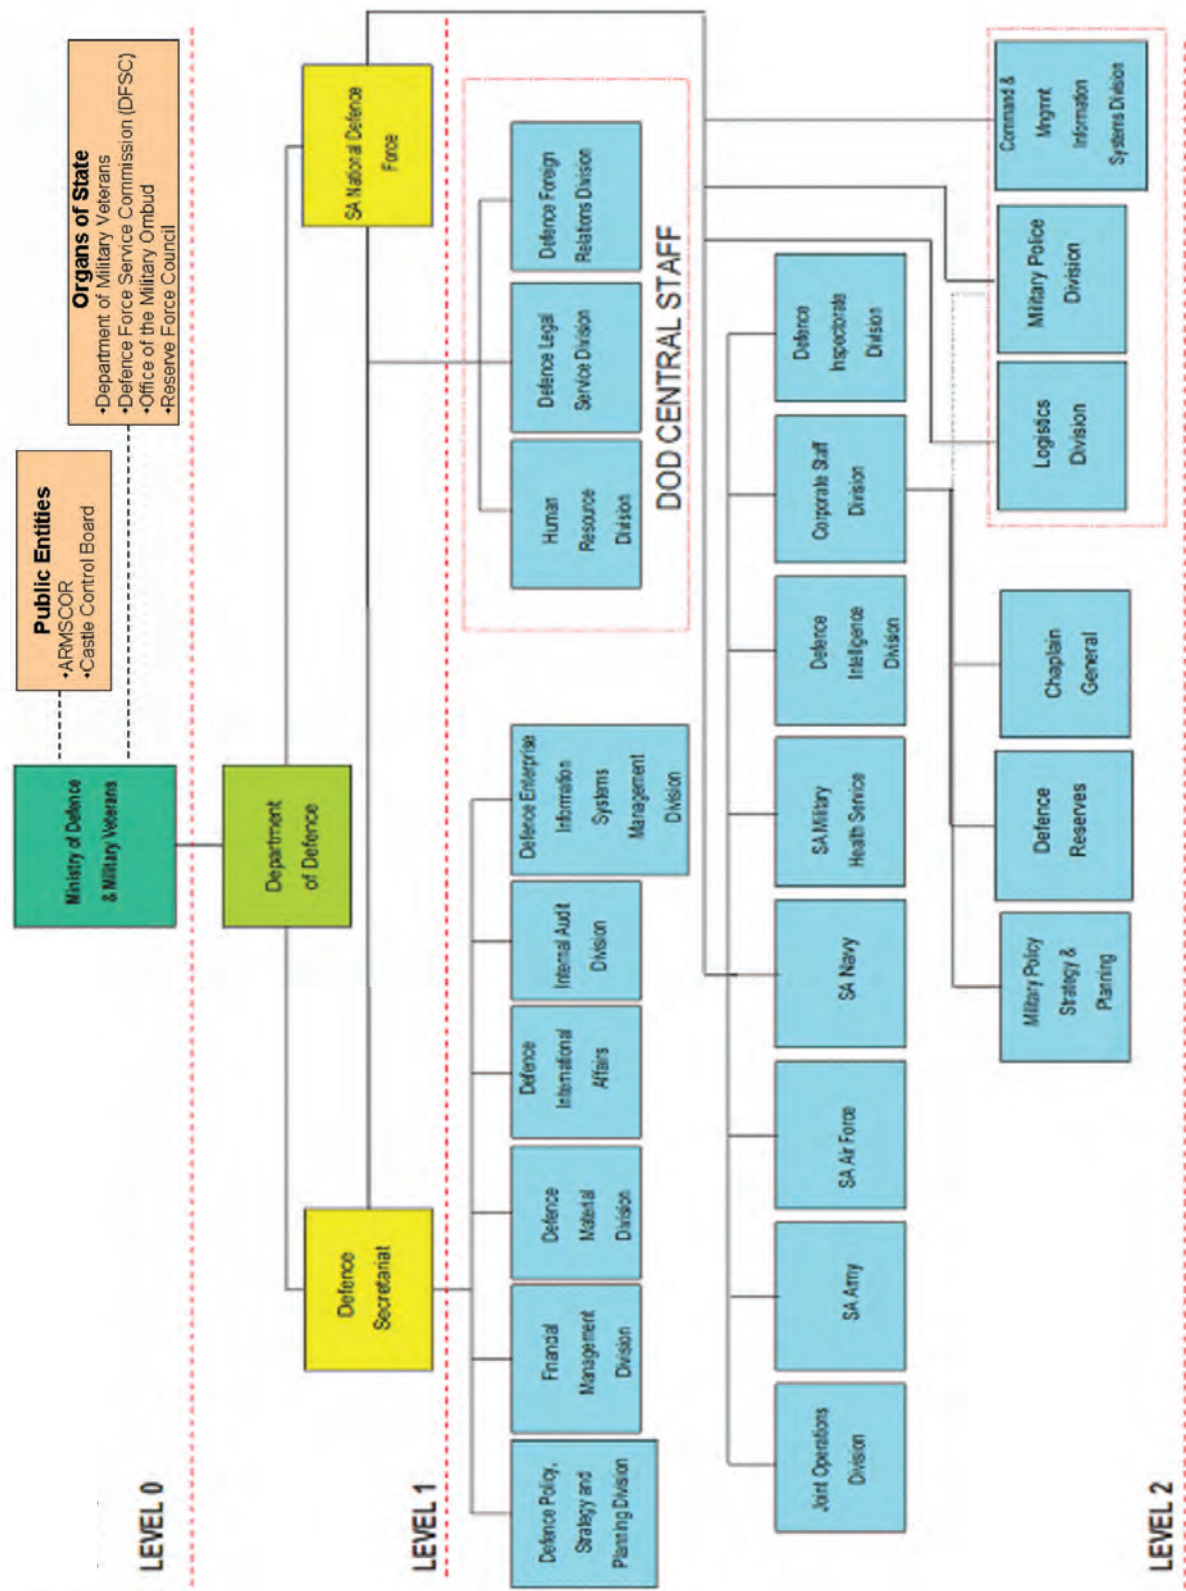 Public Entities
•ARMSCOR
•Castle Control Board
Organs of State
•Department of Military Veterans
•Defence Force Service Commission (DFSC)
•Office of the Military Ombud
•Reserve Force Council
Ministry of Defence
& Military Veterans
LEVEL 0
Department
of Defence
Defence
Secretariat
SA National Defence
Force
LEVEL 1
Defence Policy,
Strategy and
Planning Division
Financial
Management
Division
Defence
Material
Division
Defence
International
Affairs
Internal Audit
Division
Defence Enterprise
Information
Systems
Management
Division
Human
Resource
Division
Defence Legal
Service Division
Defence Foreign
Relations Division
DOD CENTRAL STAFF
Joint Operations
Division
SA Army
SA Air Force
SA Navy
SA Military
Health Service
Defence
Intelligence
Division
Corporate Staff
Division
Defence
Inspectorate
Division
Military Policy
Strategy &
Planning
Defence
Reserves
Chaplain
General
Logistics
Division
Military Police
Division
Command &
Mngmnt
Information
Systems Division
LEVEL 2